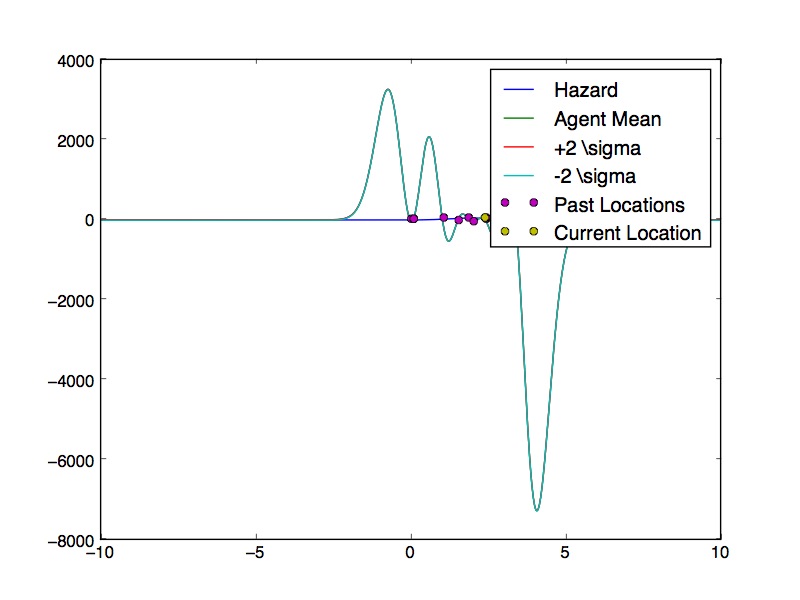 4000
2000
0
−2000
−4000
−6000
−8000
−10
−5
0
5
10
Hazard
Agent Mean
+2 \sigma
-2 \sigma
Past Locations
Current Location